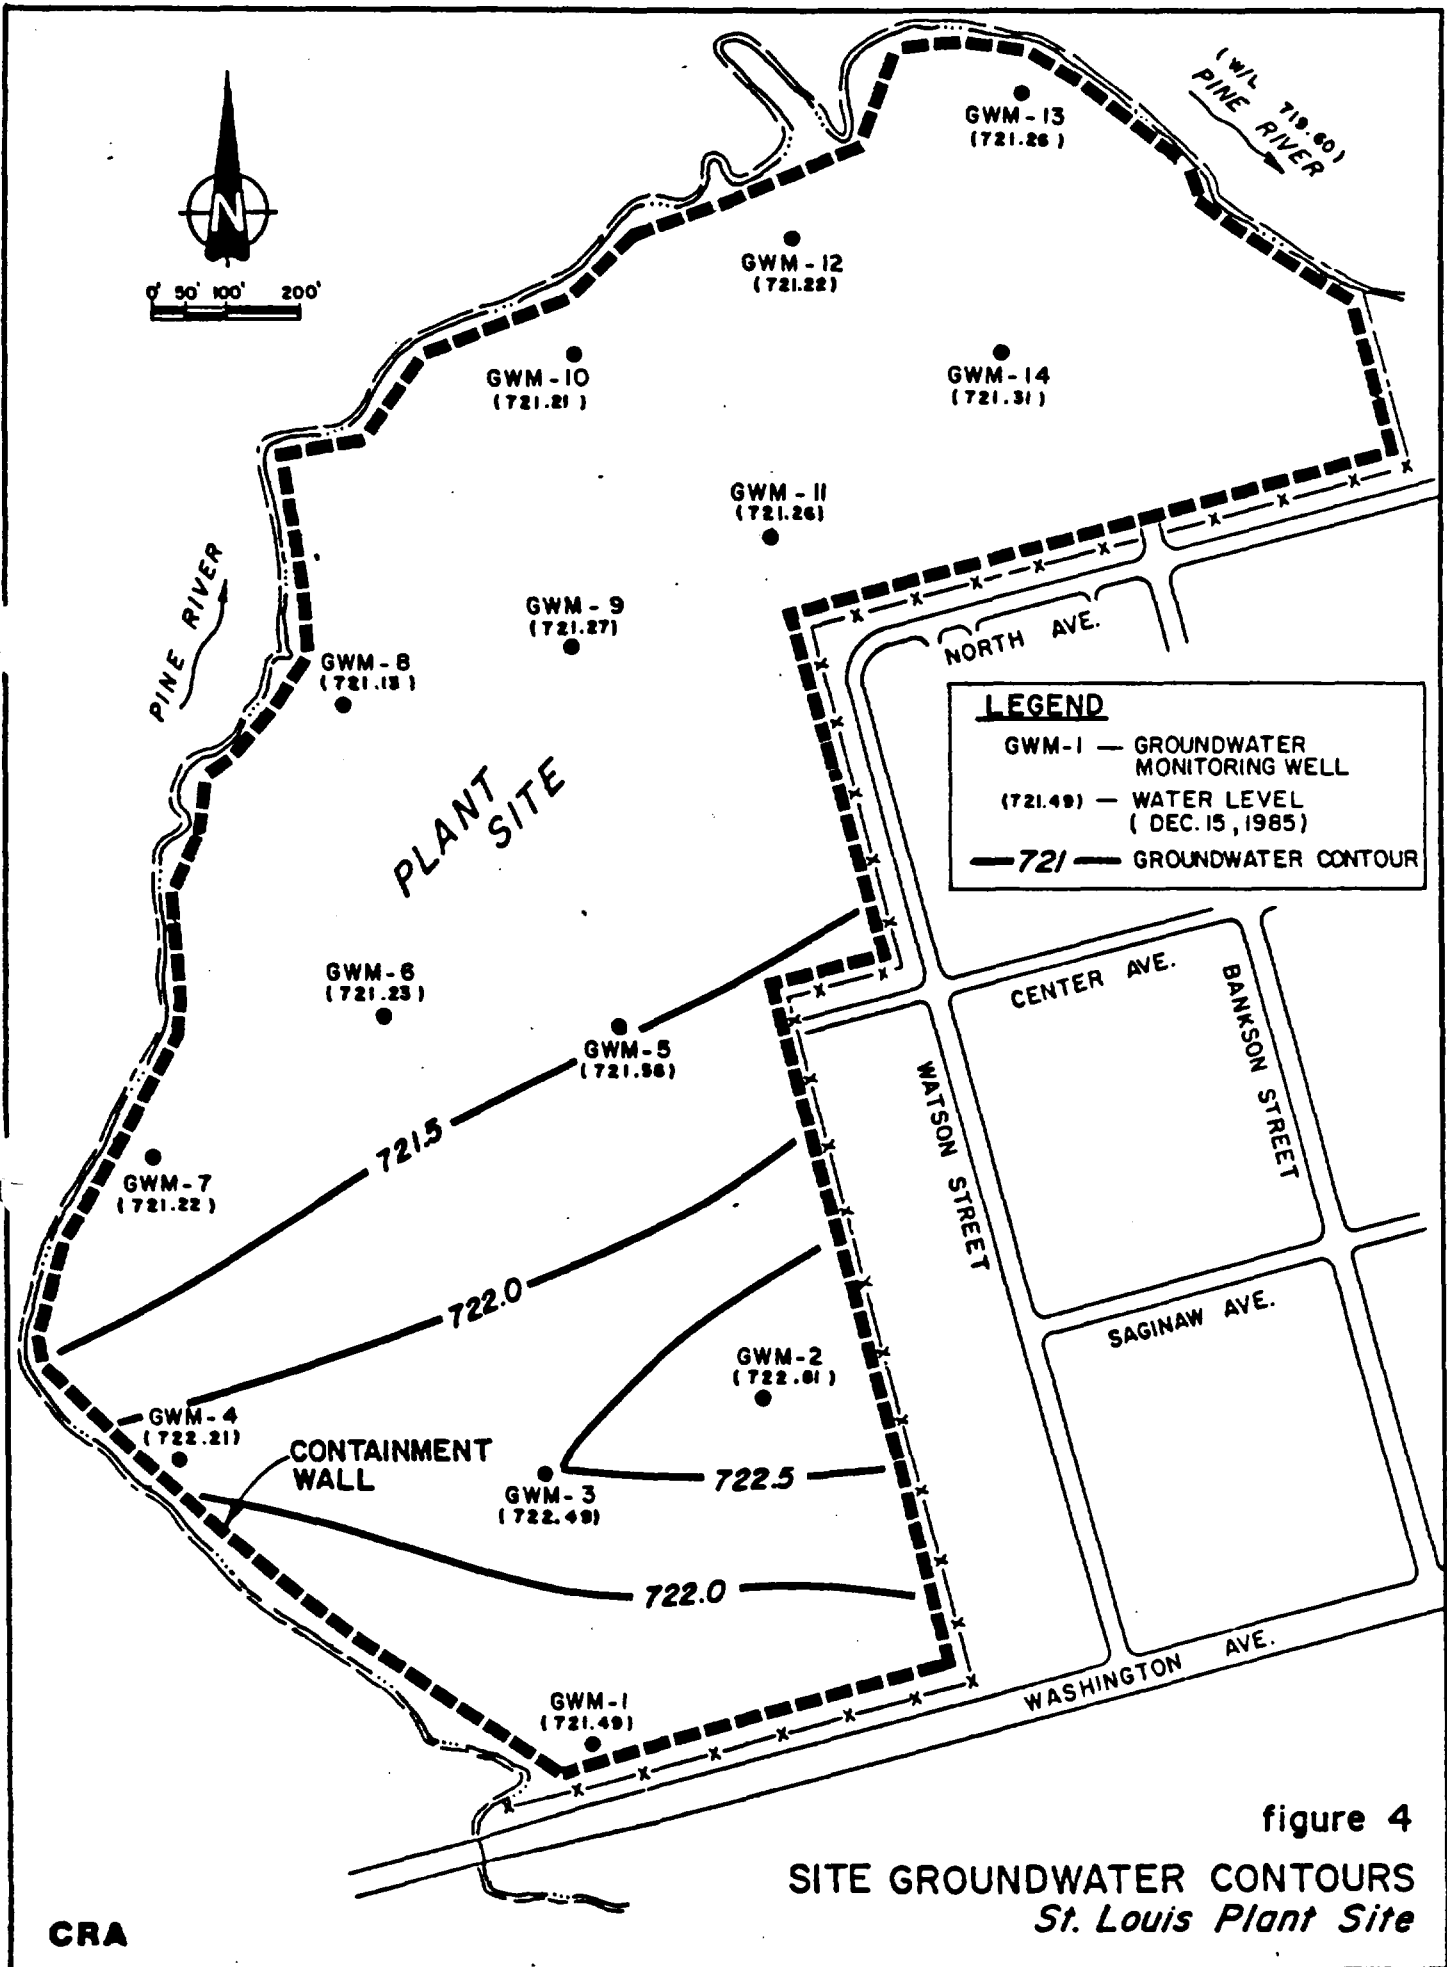 (W/L 719.60)
PINE RIVER
GWM-13
(721.26)
N
GWM-12
(721.22)
0' 50' 100' 200'
GWM-10
(721.21)
GWM-14
(721.31)
GWM-11
(721.26)
PINE RIVER
GWM-9
(721.27)
NORTH AVE.
GWM-8
(721.13)
LEGEND
GWM-1 — GROUNDWATER
MONITORING WELL
(721.49) — WATER LEVEL
(DEC. 15, 1985)
721 GROUNDWATER CONTOUR
PLANT
SITE
GWM-6
(721.23)
CENTER AVE.
BANKSON STREET
GWM-5
(721.56)
WATSON STREET
721.5
GWM-7
(721.22)
722.0
SAGINAW AVE.
GWM-2
(722.61)
GWM-4
(722.21)
CONTAINMENT
WALL
722.5
GWM-3
(722.49)
722.0
WASHINGTON AVE.
GWM-1
(721.49)
figure 4
SITE GROUNDWATER CONTOURS
St. Louis Plant Site
CRA